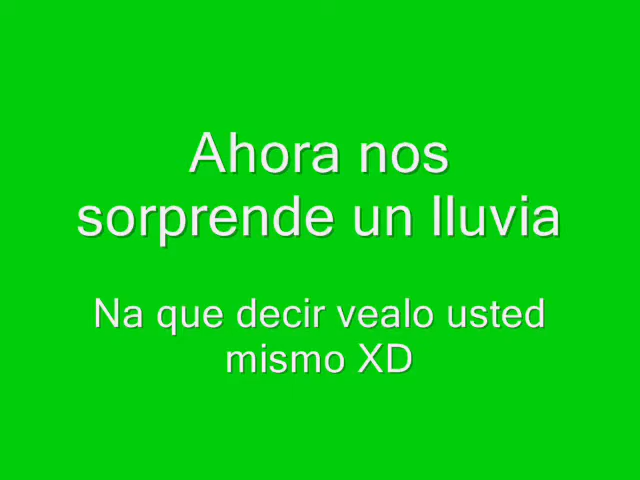 Ahora nos
sorprende un lluvia
Na que decir vealo usted
mismo XD